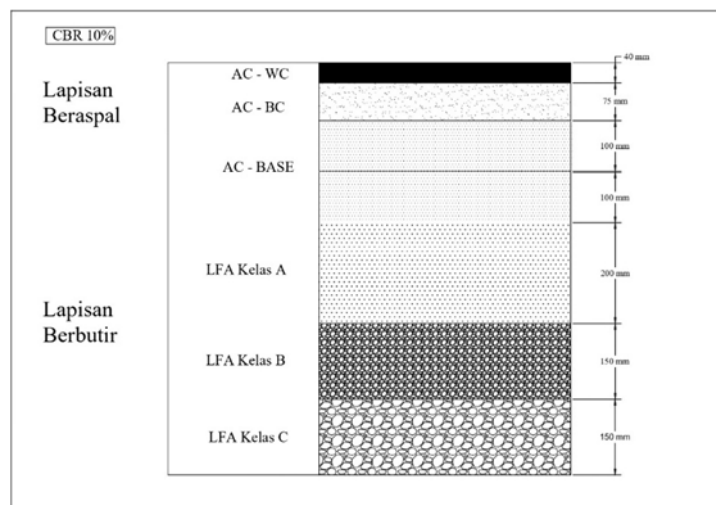 CBR 10%
40 mm
AC - WC
Lapisan
Beraspal
75 mm
AC - BC
100 mm
AC - BASE
100 mm
LFA Kelas A
200 mm
Lapisan
Berbutir
LFA Kelas B
150 mm
LFA Kelas C
150 mm